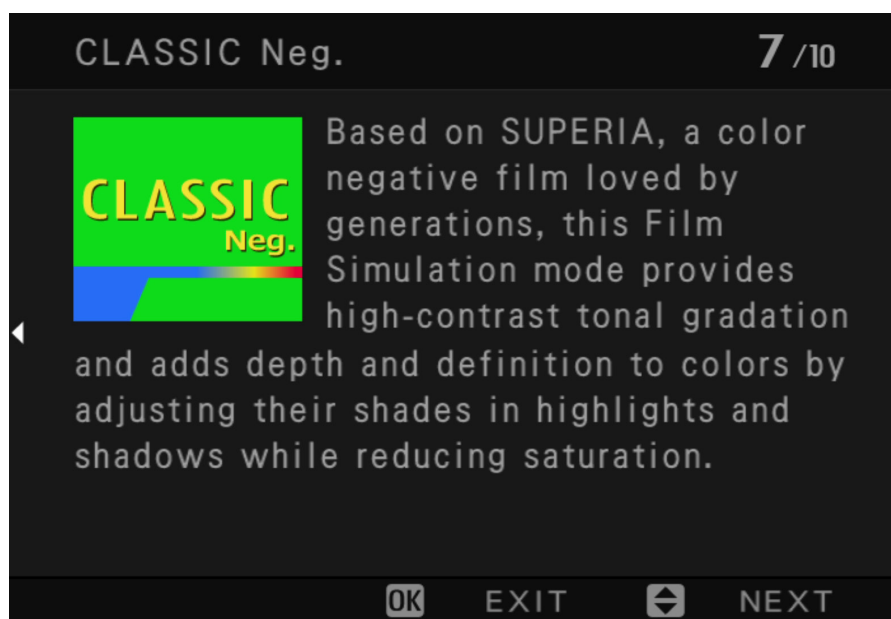 CLASSIC Neg.
7/10
CLASSIC
Neg.
Based on SUPERIA, a color
negative film loved by
generations, this Film
Simulation mode provides
high-contrast tonal gradation
and adds depth and definition to colors by
adjusting their shades in highlights and
shadows while reducing saturation.
OK EXIT NEXT